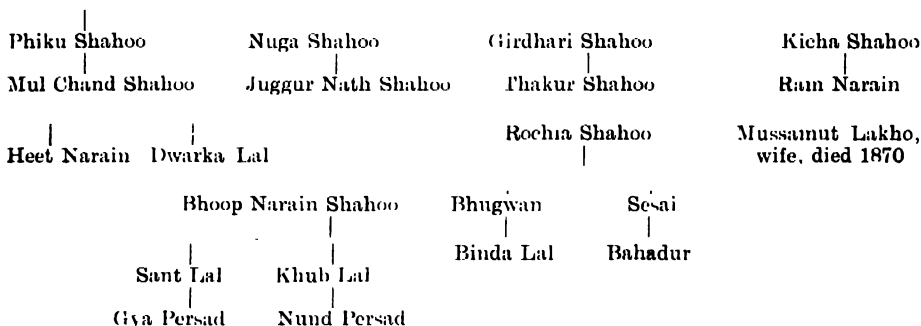 Phiku Shahoo Nuga Shahoo Girdhari Shahoo Kicha Shahoo
Mul Chand Shahoo Juggur Nath Shahoo Thakur Shahoo Ram Narain
Rochia Shahoo Mussamut Lakho,
Heet Narain Dwarka Lal wife, died 1870
Bhoop Narain Shahoo Bhugwan Sesai
Binda Lal Bahadur
Sant Lal Khub Lal
Gya Persad Nund Persad